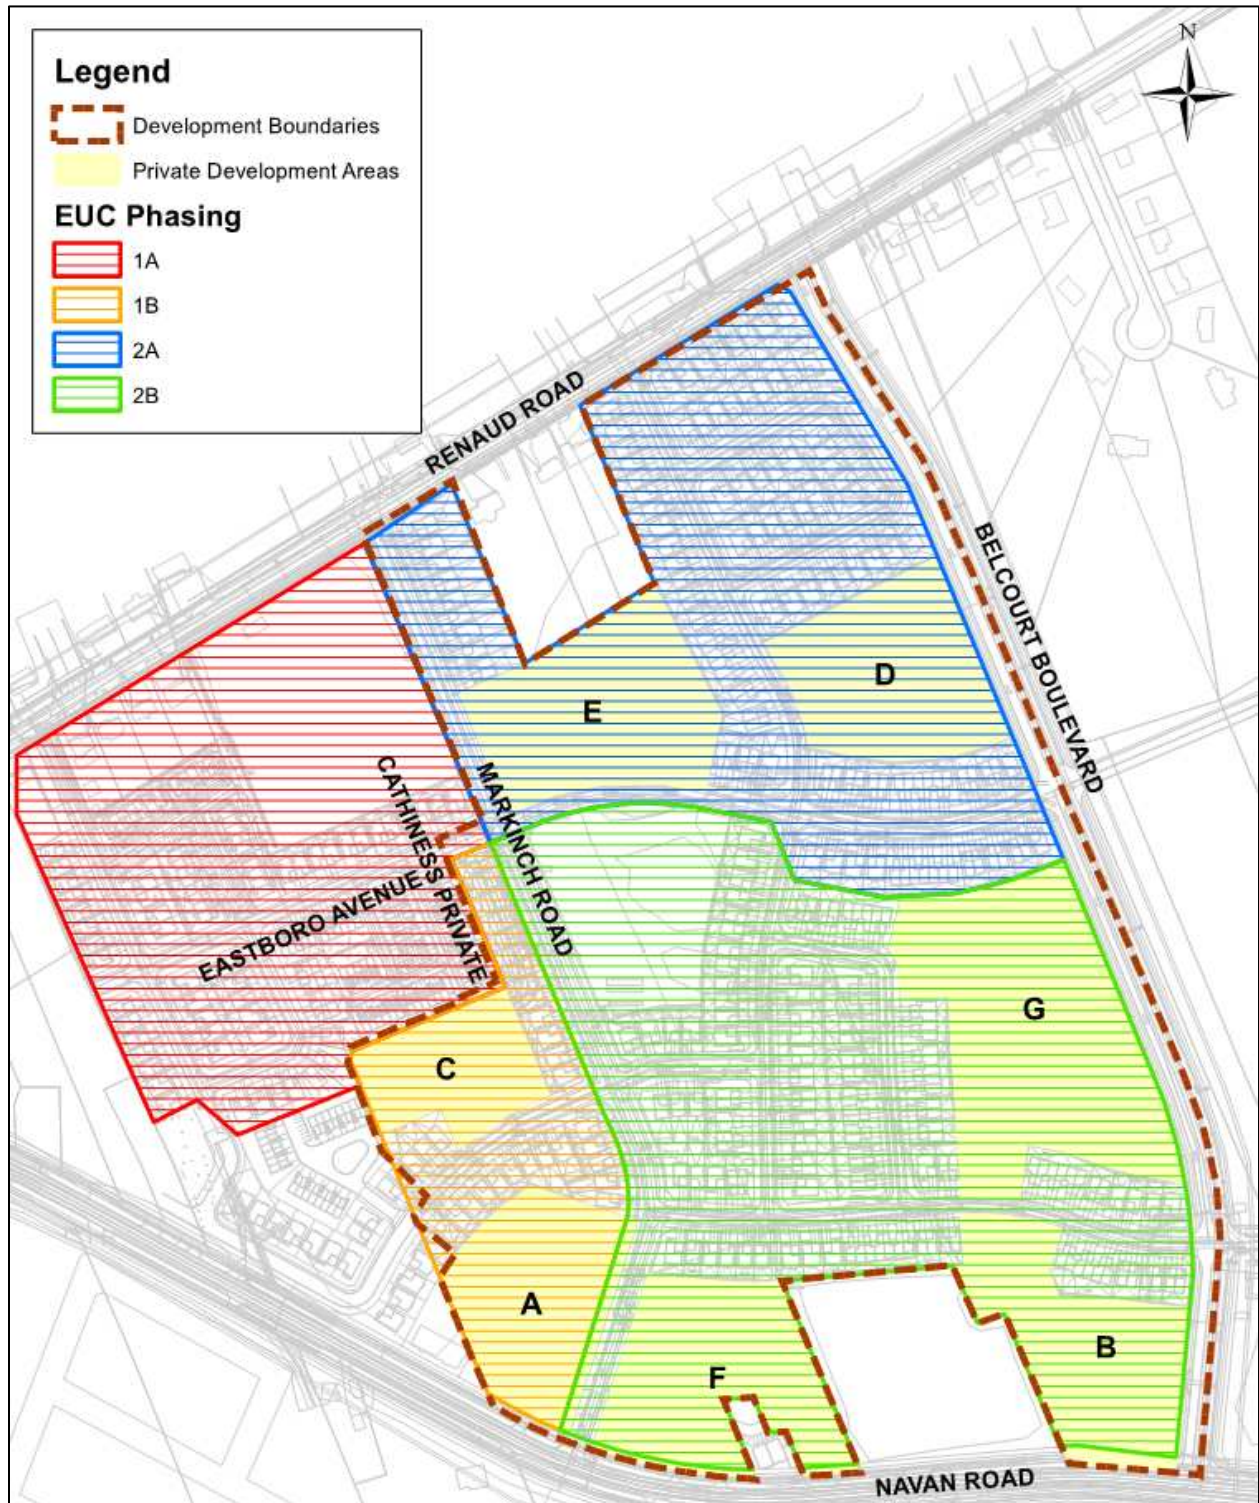 N
Legend
Development Boundaries
Private Development Areas
EUC Phasing
1A
1B
2A
2B
RENAUD ROAD
BELCOURT BOULEVARD
D
E
CATHINESS PRIVATE
MARKINCH ROAD
EASTBORO AVENUE
G
C
A
B
F
NAVAN ROAD